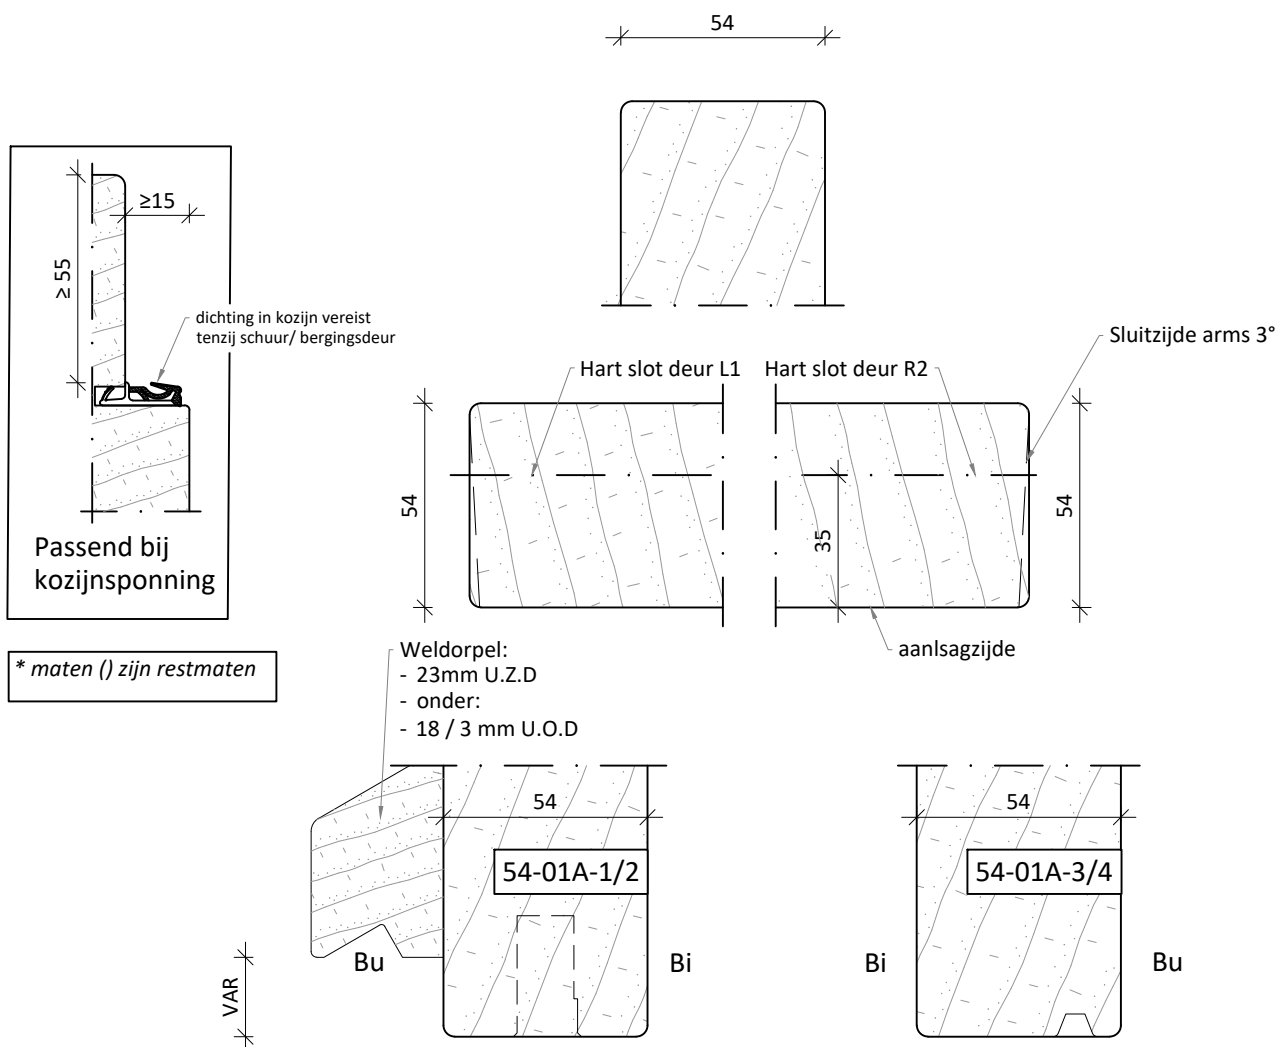 54
≥15
≥ 55
dichting in kozijn vereist
tenzij schuur/ bergingsdeur
Passend bij
kozijnsponning
* maten () zijn restmaten
Hart slot deur L1
Hart slot deur R2
Sluitzijde arms 3°
54
35
54
aanlsagzijde
Weldorpel:
- 23mm U.Z.D
- onder:
- 18 / 3 mm U.O.D
54
54-01A-1/2
Bu
Bi
VAR
54
54-01A-3/4
Bi
Bu